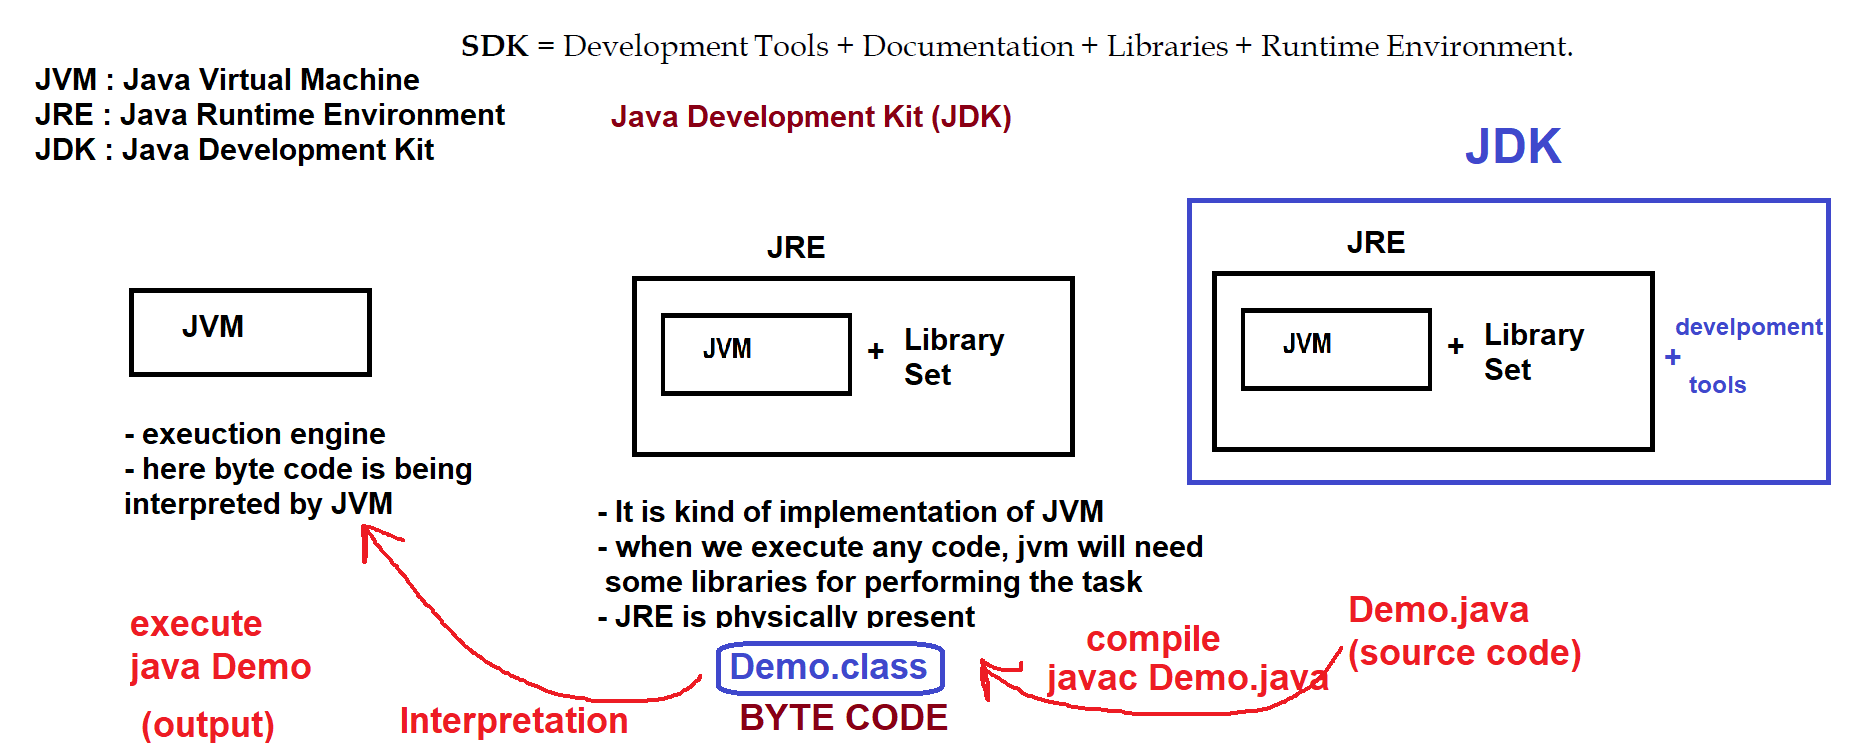 SDK = Development Tools + Documentation + Libraries + Runtime Environment.
JVM : Java Virtual Machine
JRE : Java Runtime Environment
JDK : Java Development Kit
Java Development Kit (JDK)
JDK
JVM
- exeuction engine
- here byte code is being
interpreted by JVM
JRE
JVM
+
Library
Set
- It is kind of implementation of JVM
- when we execute any code, jvm will need
some libraries for performing the task
- JRE is physically present
JRE
JVM
+
Library
Set
+
develpoment
tools
Demo.java
(source code)
compile
javac Demo.java
Demo.class
BYTE CODE
Interpretation
execute
java Demo
(output)